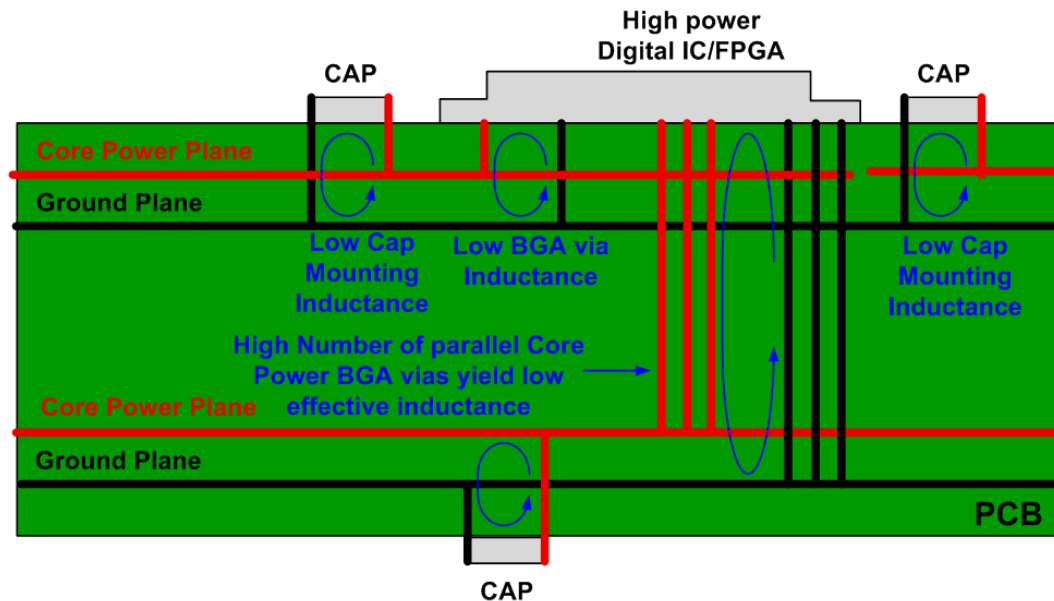 High power
Digital IC/FPGA
CAP
CAP
Core Power Plane
Ground Plane
Low Cap
Mounting
Inductance
Low BGA via
Inductance
Low Cap
Mounting
Inductance
High Number of parallel Core
Power BGA vias yield low
effective inductance
Core Power Plane
Ground Plane
PCB
CAP